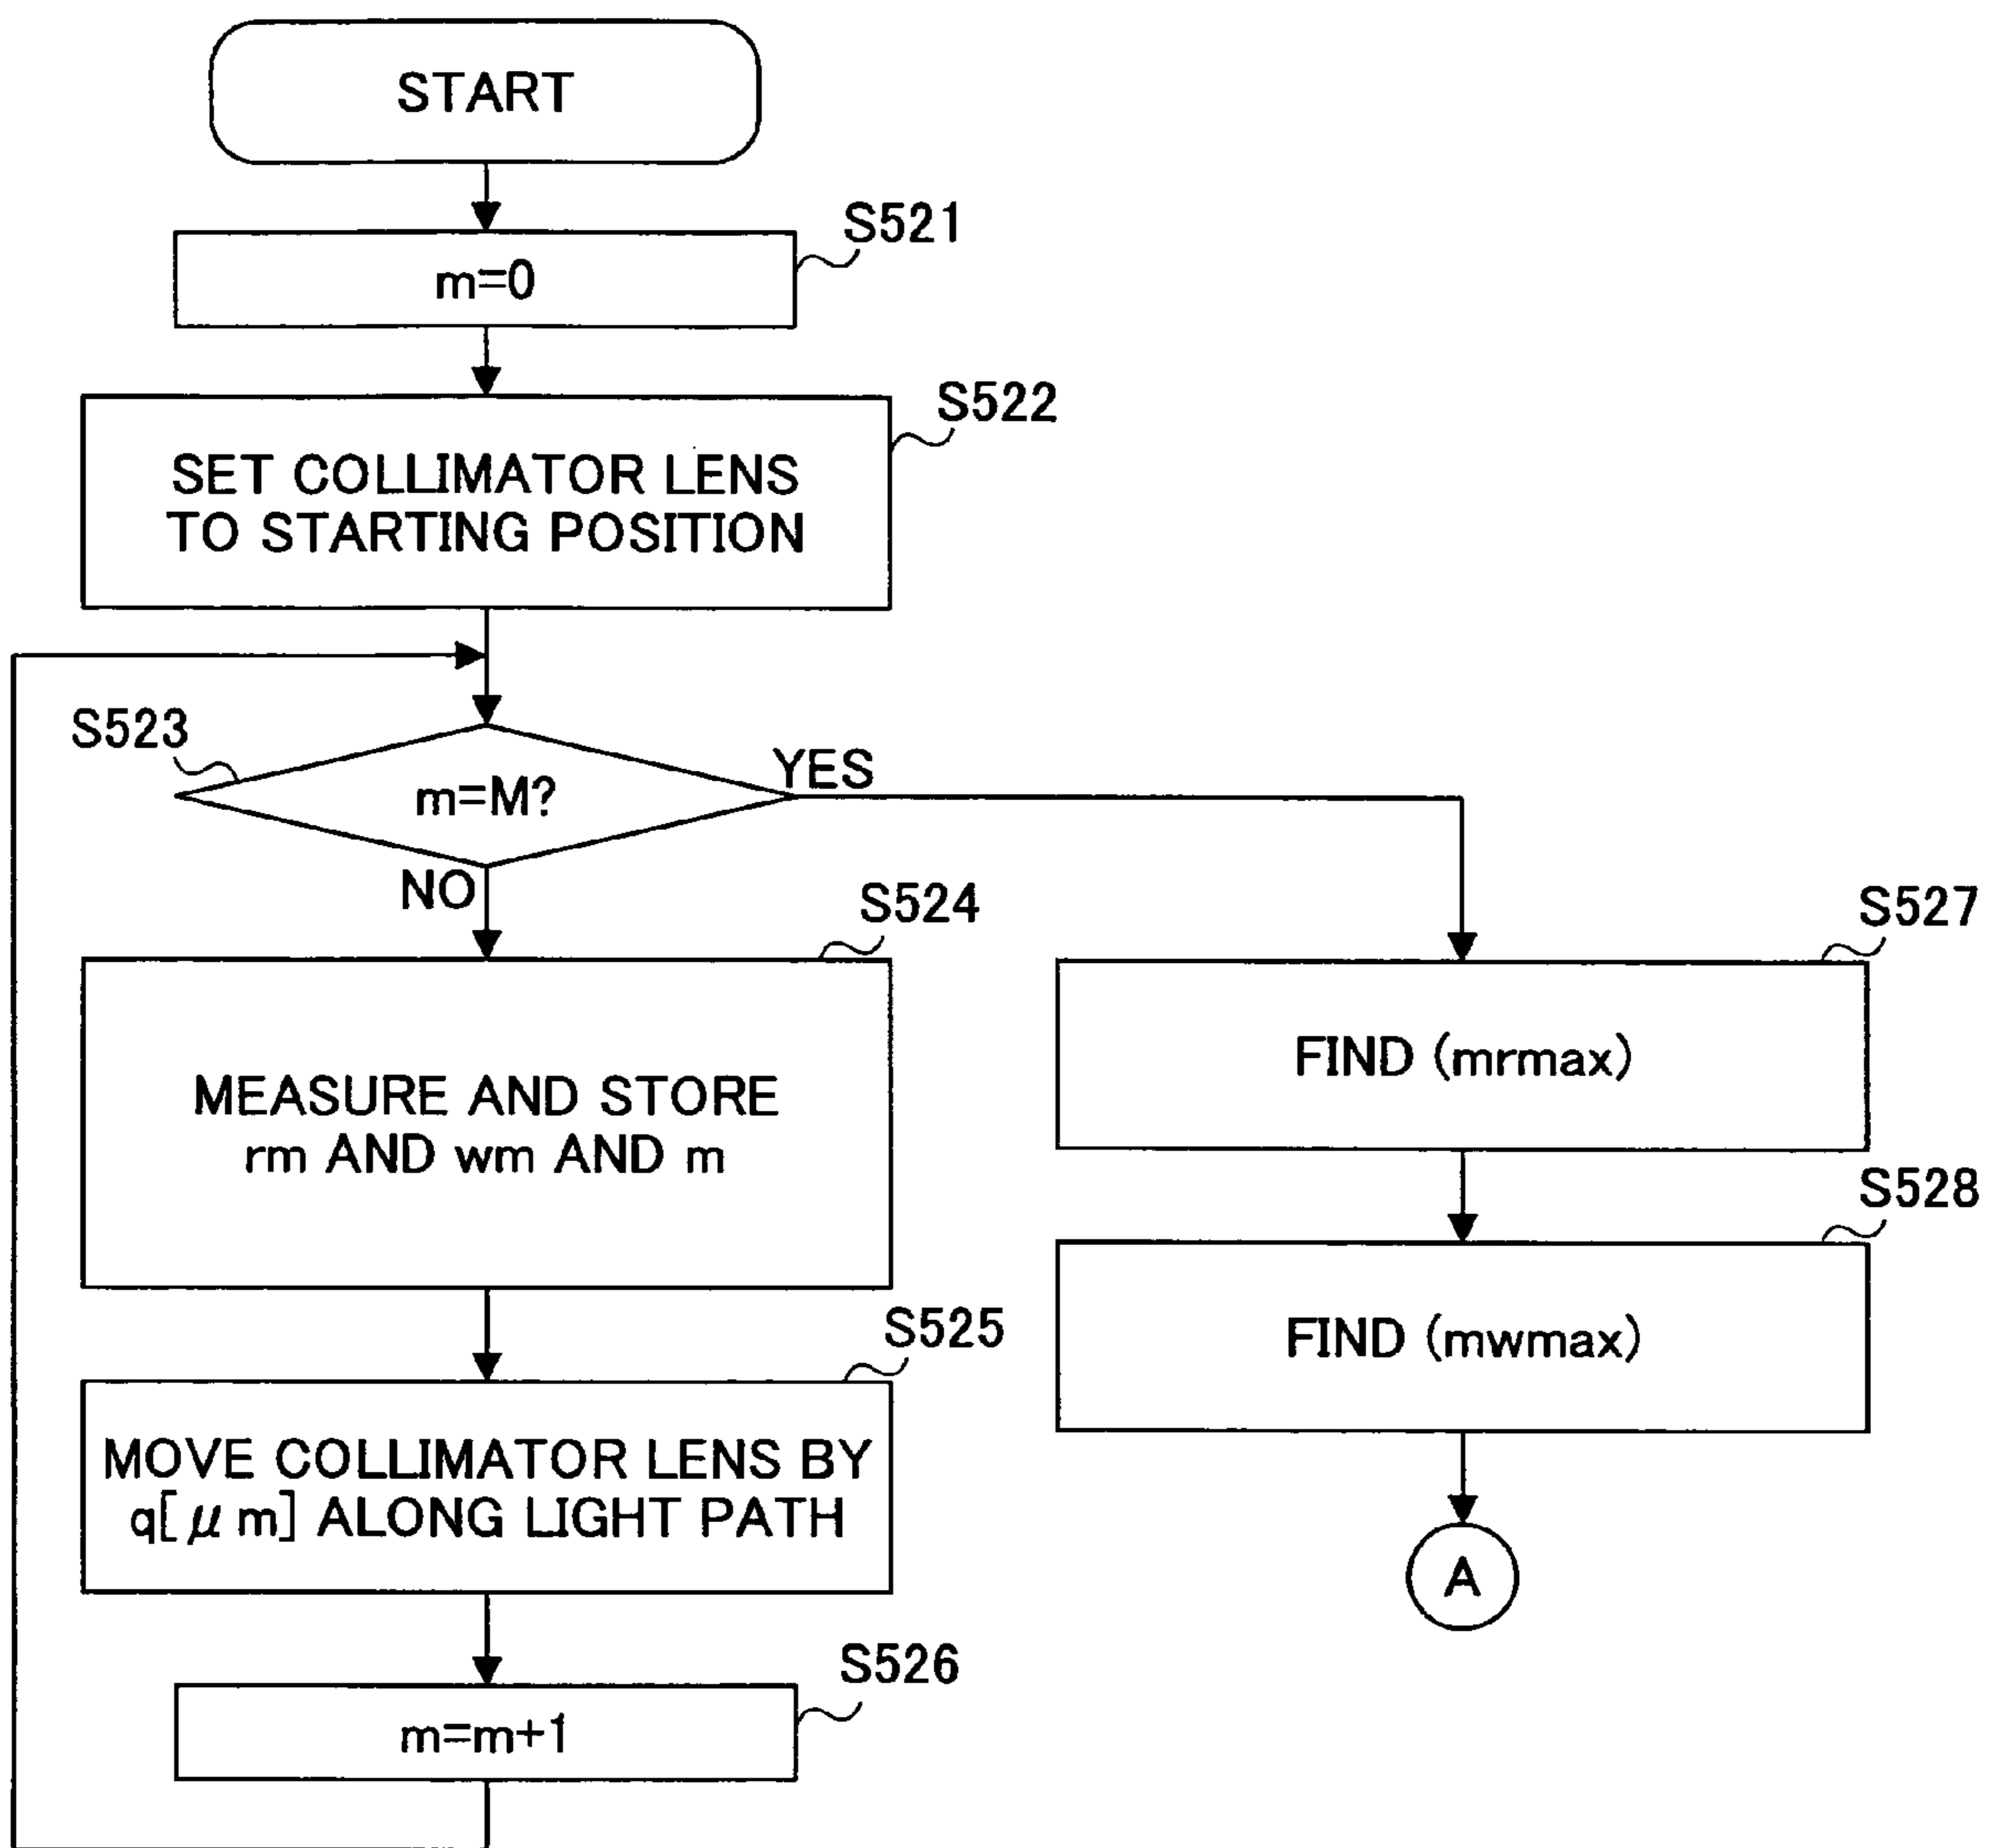 START
S521
m=0
S522
SET COLLIMATOR LENS
TO STARTING POSITION
S523
m=M?
YES
NO
S524
MEASURE AND STORE
rm AND wm AND m
S525
MOVE COLLIMATOR LENS BY
q[μm] ALONG LIGHT PATH
S526
m=m+1
S527
FIND (mrmax)
S528
FIND (mwmax)
A